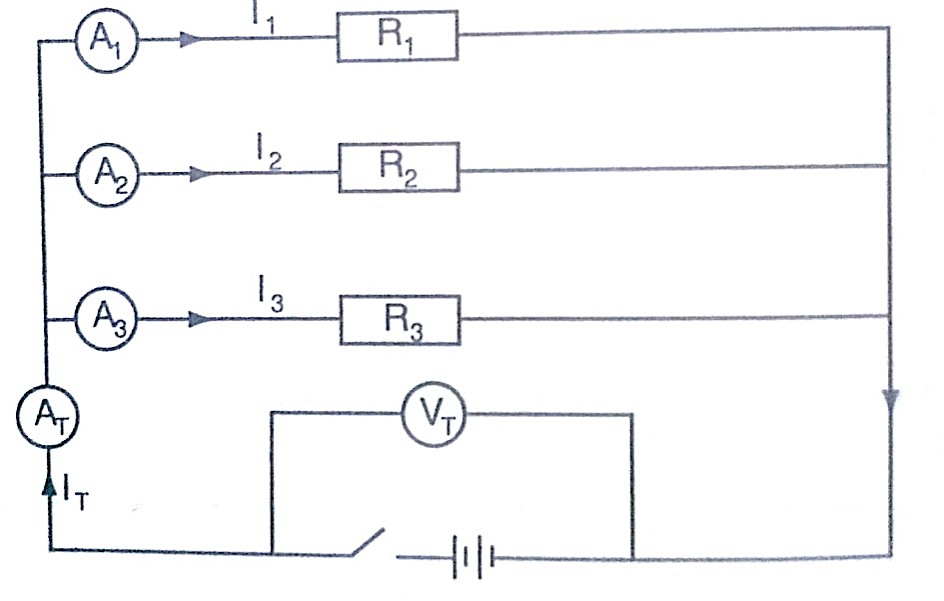 I1
A1 R1
I2
A2 R2
I3
A3 R3
AT VT
IT